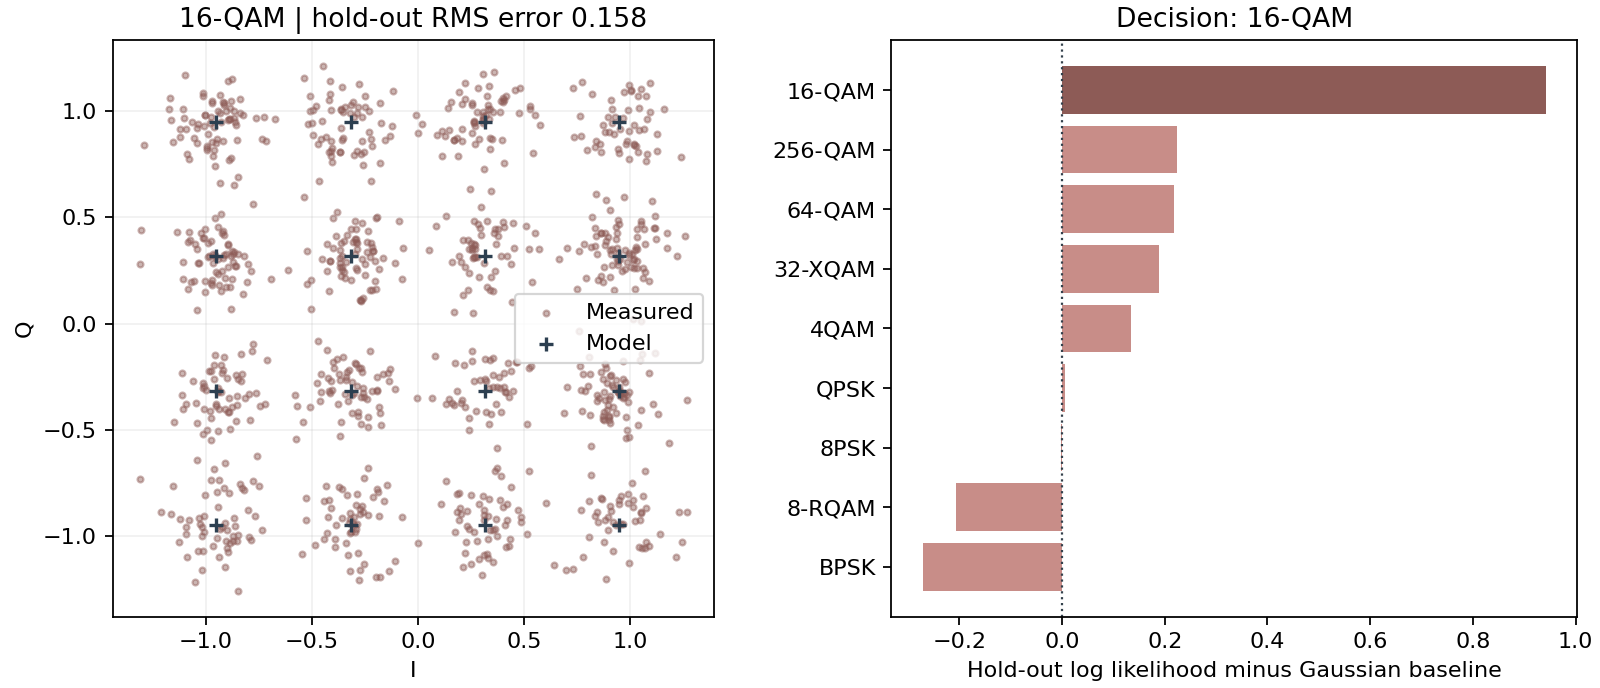 16-QAM | hold-out RMS error 0.158
1.0
0.5
0.0
−0.5
−1.0
Q
Measured
Model
−1.0
−0.5
0.0
0.5
1.0
I
Decision: 16-QAM
16-QAM
256-QAM
64-QAM
32-XQAM
4QAM
QPSK
8PSK
8-RQAM
BPSK
−0.2
0.0
0.2
0.4
0.6
0.8
1.0
Hold-out log likelihood minus Gaussian baseline